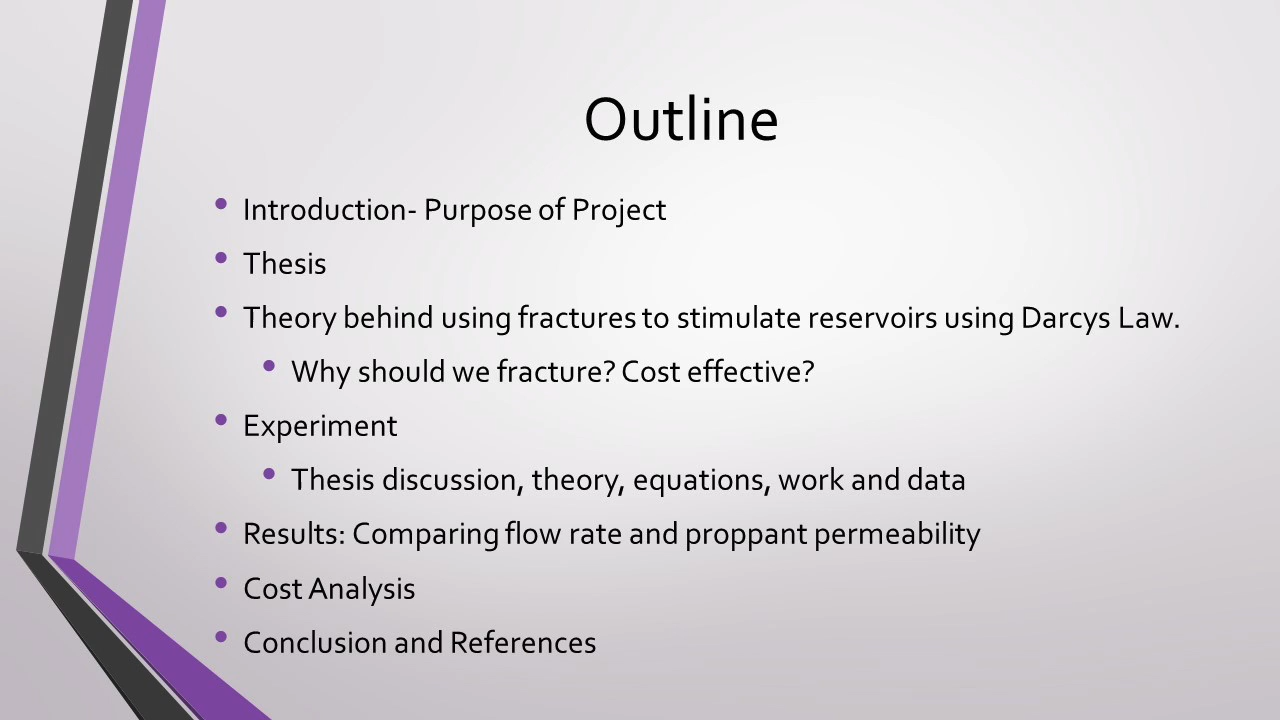 Outline
• Introduction- Purpose of Project
• Thesis
• Theory behind using fractures to stimulate reservoirs using Darcys Law.
• Why should we fracture? Cost effective?
• Experiment
• Thesis discussion, theory, equations, work and data
• Results: Comparing flow rate and proppant permeability
• Cost Analysis
• Conclusion and References